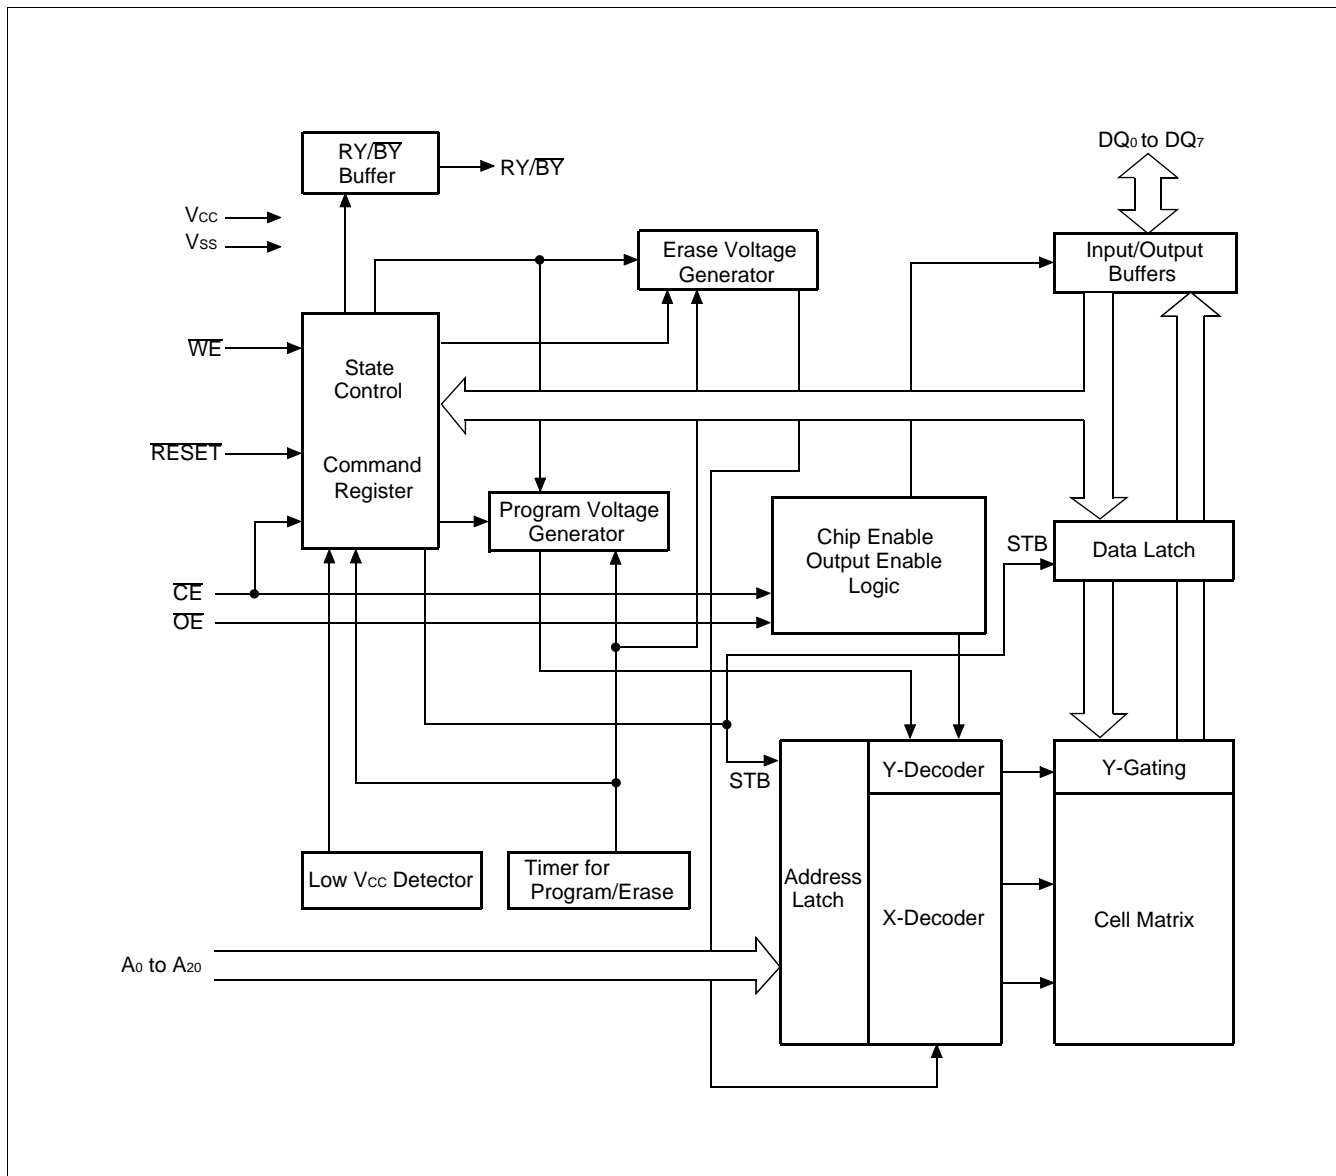 RY/BY
Buffer
RY/BY
DQ0 to DQ7
VCC
VSS
Erase Voltage
Generator
Input/Output
Buffers
WE
State
Control
RESET
Command
Register
Program Voltage
Generator
Chip Enable
Output Enable
Logic
STB
Data Latch
CE
OE
STB
Y-Decoder
Y-Gating
Low VCC Detector
Timer for
Program/Erase
Address
Latch
X-Decoder
Cell Matrix
A0 to A20